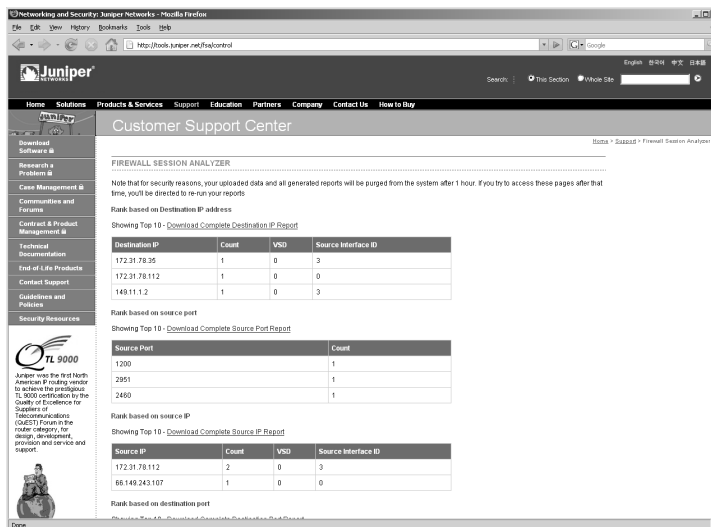 Networking and Security: Juniper Networks - Mozilla Firefox
File Edit View History Bookmarks Tools Help
http://tools.juniper.net/fsa/control
Google
Juniper
NETWORKS
English 한국어 中文 日本語
Search: This Section Whole Site
Home Solutions Products & Services Support Education Partners Company Contact Us How to Buy
Juniper
Customer Support Center
Home > Support > Firewall Session Analyzer
Download
Software
Research a
Problem
Case Management
Communities and
Forums
Contract & Product
Management
Technical
Documentation
End-of-Life Products
Contact Support
Guidelines and
Policies
Security Resources
TL 9000
Juniper was the first North
American IP routing vendor
to achieve the prestigious
TL 9000 certification by the
Quality of Excellence for
Suppliers of
Telecommunications
(QuEST) Forum in the
router category, for
design, development,
provision and service and
support.
FIREWALL SESSION ANALYZER
Note that for security reasons, your uploaded data and all generated reports will be purged from the system after 1 hour. If you try to access these pages after that
time, you'll be directed to re-run your reports
Rank based on Destination IP address
Showing Top 10 - Download Complete Destination IP Report
Destination IP Count VSD Source Interface ID
172.31.78.35 1 0 3
172.31.78.112 1 0 0
149.11.1.2 1 0 3
Rank based on source port
Showing Top 10 - Download Complete Source Port Report
Source Port Count
1200 1
2951 1
2460 1
Rank based on source IP
Showing Top 10 - Download Complete Source IP Report
Source IP Count VSD Source Interface ID
172.31.78.112 2 0 3
66.149.243.107 1 0 0
Rank based on destination port
Showing Top 10 - Download Complete Destination Port Report
Done